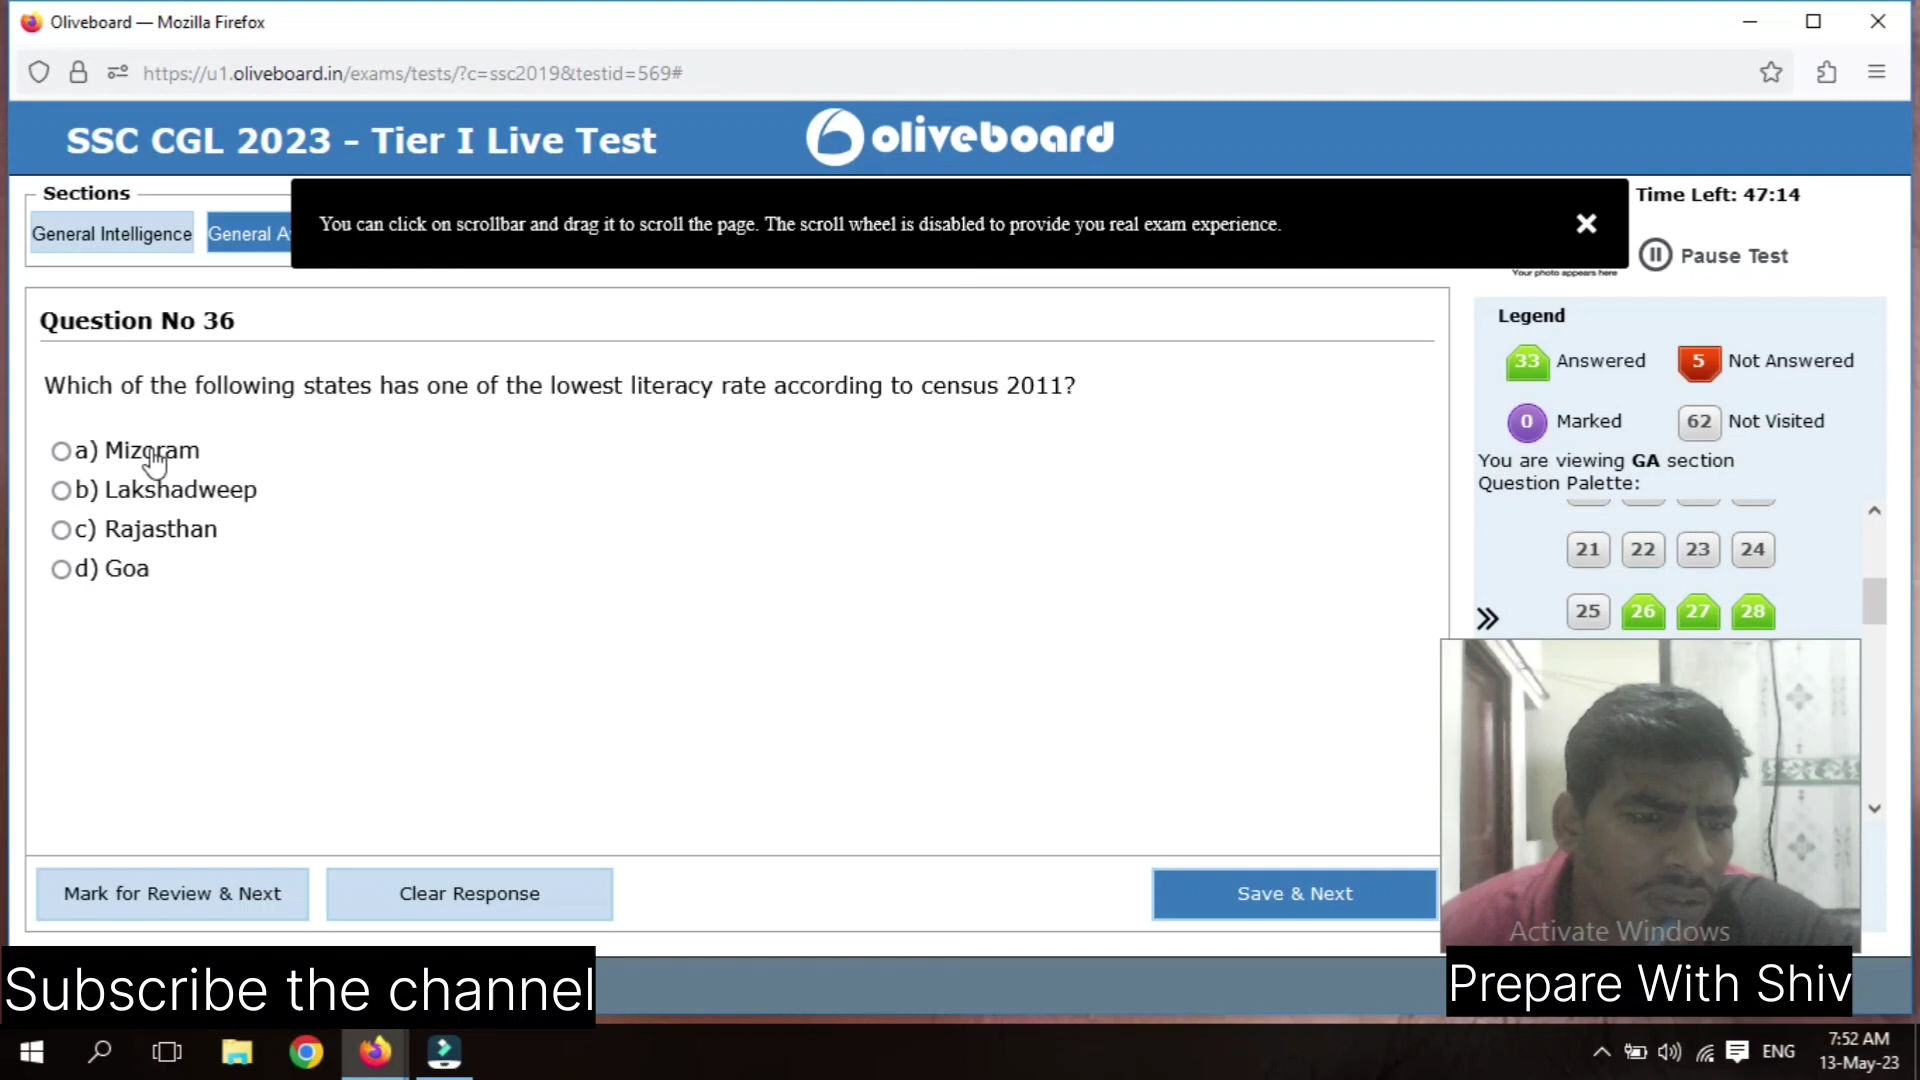 Oliveboard — Mozilla Firefox
https://u1.oliveboard.in/exams/tests/?c=ssc2019&testid=569#
SSC CGL 2023 - Tier I Live Test
oliveboard
Sections
General Intelligence
General A
You can click on scrollbar and drag it to scroll the page. The scroll wheel is disabled to provide you real exam experience.
Time Left: 47:14
Your photo appears here
Pause Test
Question No 36
Which of the following states has one of the lowest literacy rate according to census 2011?
a) Mizoram
b) Lakshadweep
c) Rajasthan
d) Goa
Legend
33 Answered
5 Not Answered
0 Marked
62 Not Visited
You are viewing GA section
Question Palette:
21 22 23 24
25 26 27 28
Mark for Review & Next
Clear Response
Save & Next
Activate Windows
Subscribe the channel
Prepare With Shiv
ENG
7:52 AM
13-May-23